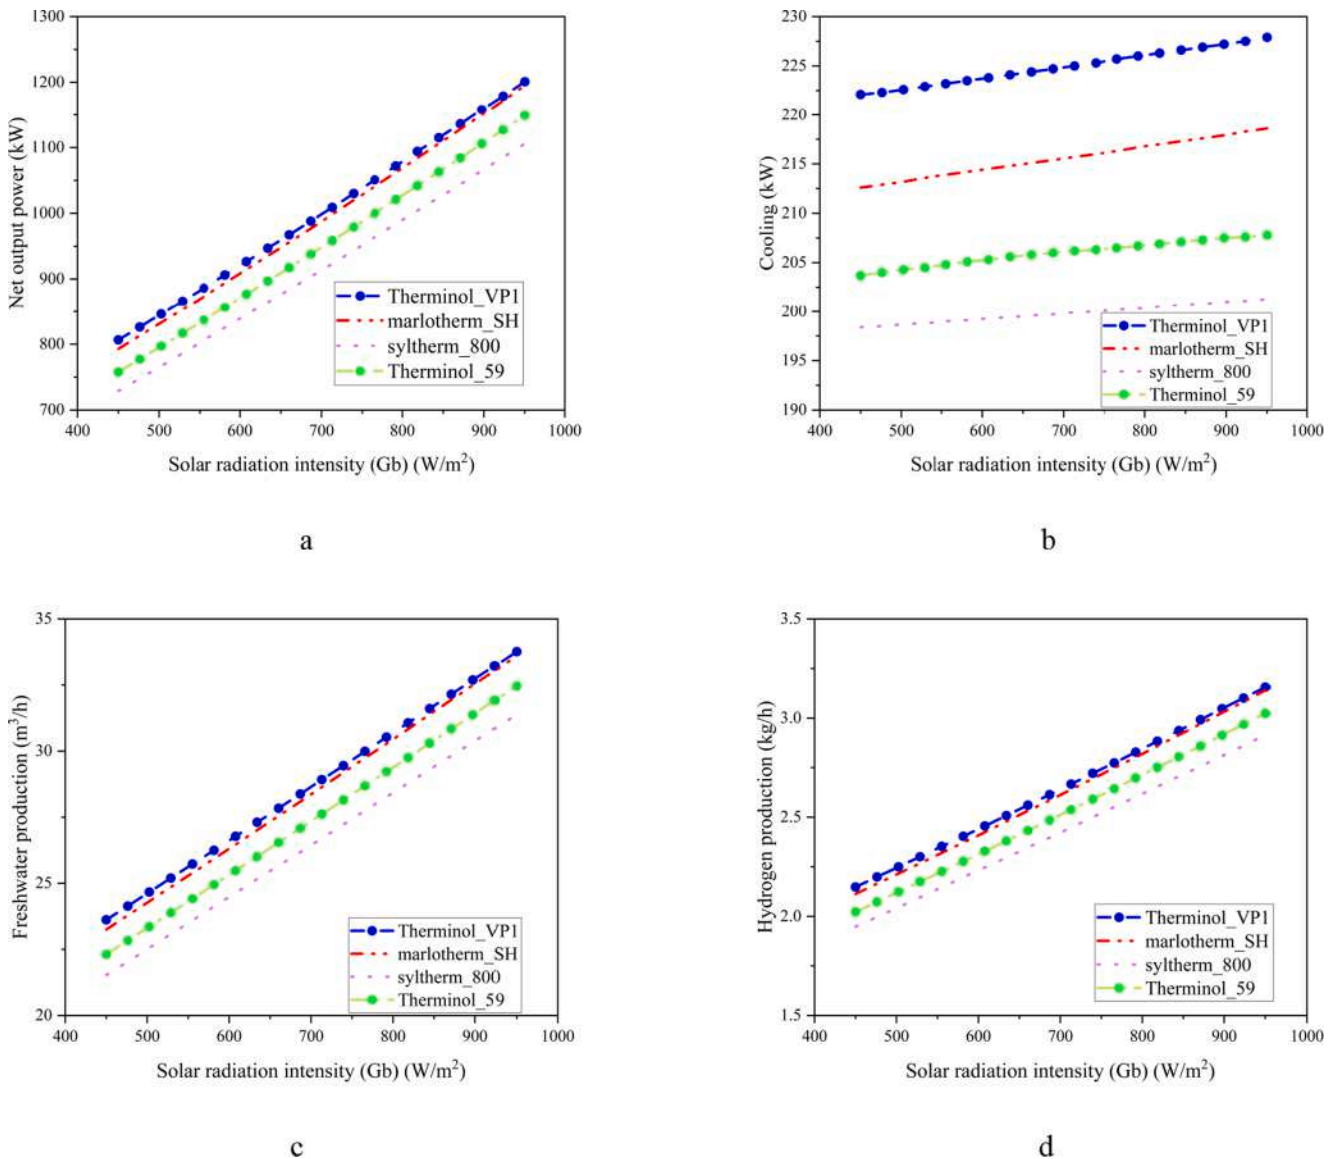 1300
1200
1100
1000
900
800
700
400
500
600
700
800
900
1000
Net output power (kW)
Solar radiation intensity (Gb) (W/m²)
Therminol_VP1
marlotherm_SH
syltherm_800
Therminol_59
a
230
225
220
215
210
205
200
195
190
400
500
600
700
800
900
1000
Cooling (kW)
Solar radiation intensity (Gb) (W/m²)
Therminol_VP1
marlotherm_SH
syltherm_800
Therminol_59
b
35
30
25
20
400
500
600
700
800
900
1000
Freshwater production (m³/h)
Solar radiation intensity (Gb) (W/m²)
Therminol_VP1
marlotherm_SH
syltherm_800
Therminol_59
c
3.5
3.0
2.5
2.0
1.5
400
500
600
700
800
900
1000
Hydrogen production (kg/h)
Solar radiation intensity (Gb) (W/m²)
Therminol_VP1
marlotherm_SH
syltherm_800
Therminol_59
d